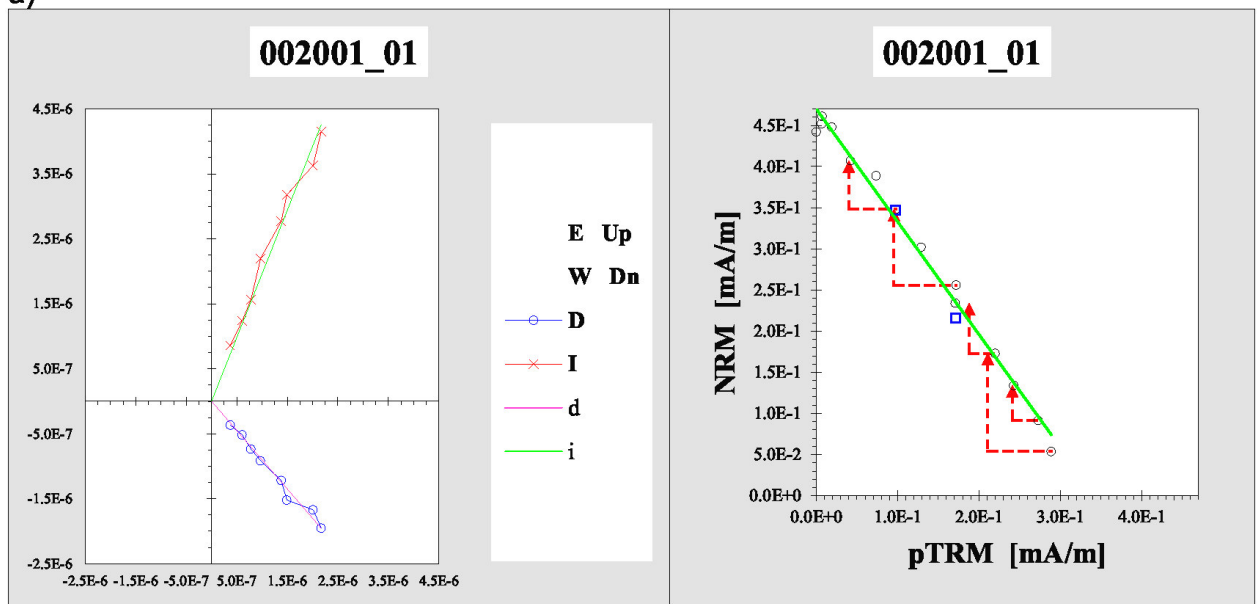 a)
002001_01
4.5E-6
3.5E-6
2.5E-6
1.5E-6
5.0E-7
-5.0E-7
-1.5E-6
-2.5E-6
-2.5E-6 -1.5E-6 -5.0E-7 5.0E-7 1.5E-6 2.5E-6 3.5E-6 4.5E-6
E Up
W Dn
D
I
d
i
002001_01
NRM [mA/m]
4.5E-1
4.0E-1
3.5E-1
3.0E-1
2.5E-1
2.0E-1
1.5E-1
1.0E-1
5.0E-2
0.0E+0
0.0E+0 1.0E-1 2.0E-1 3.0E-1 4.0E-1
pTRM [mA/m]